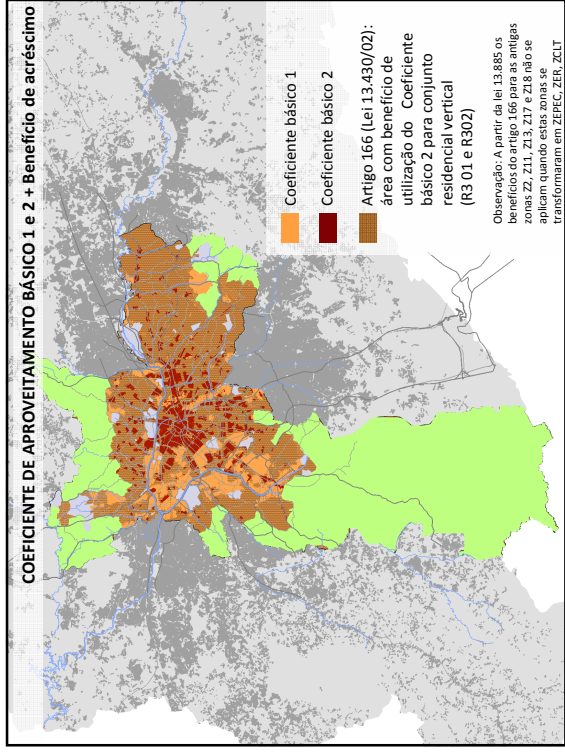 COEFICIENTE DE APROVEITAMENTO BÁSICO 1 e 2 + Benefício de acréscimo
Coeficiente básico 1
Coeficiente básico 2
Artigo 166 (Lei 13.430/02):
área com benefício de
utilização do Coeficiente
básico 2 para conjunto
residencial vertical
(R3 01 e R302)
Observação: A partir da lei 13.885 os
benefícios do artigo 166 para as antigas
zonas Z2, Z11, Z13, Z17 e Z18 não se
aplicam quando estas zonas se
transformaram em ZEPEC, ZER, ZCLT